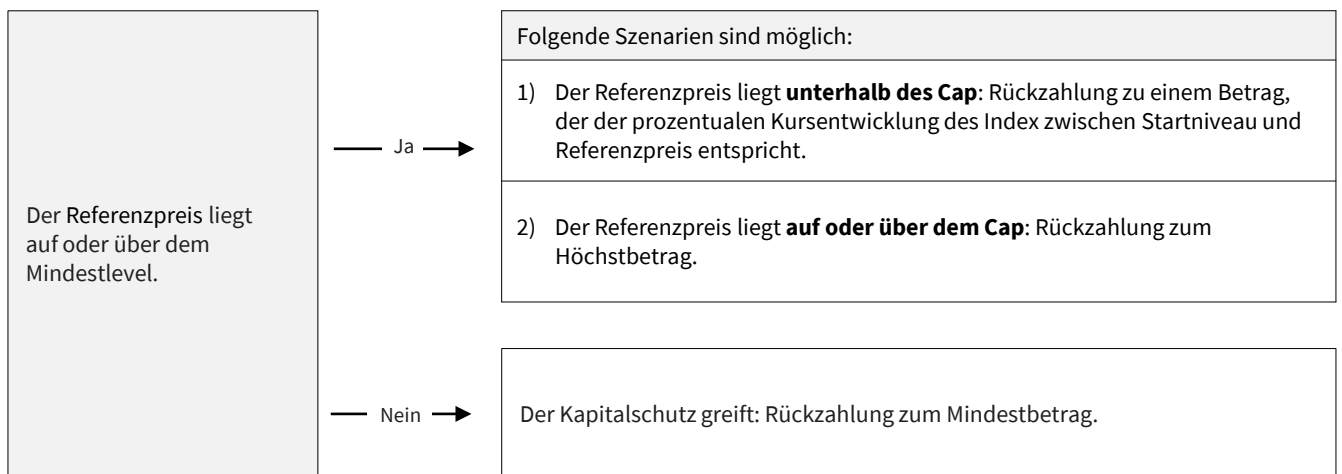 Der Referenzpreis liegt
auf oder über dem
Mindestlevel.
Ja
Folgende Szenarien sind möglich:
1) Der Referenzpreis liegt unterhalb des Cap: Rückzahlung zu einem Betrag,
der der prozentualen Kursentwicklung des Index zwischen Startniveau und
Referenzpreis entspricht.
2) Der Referenzpreis liegt auf oder über dem Cap: Rückzahlung zum
Höchstbetrag.
Nein
Der Kapitalschutz greift: Rückzahlung zum Mindestbetrag.